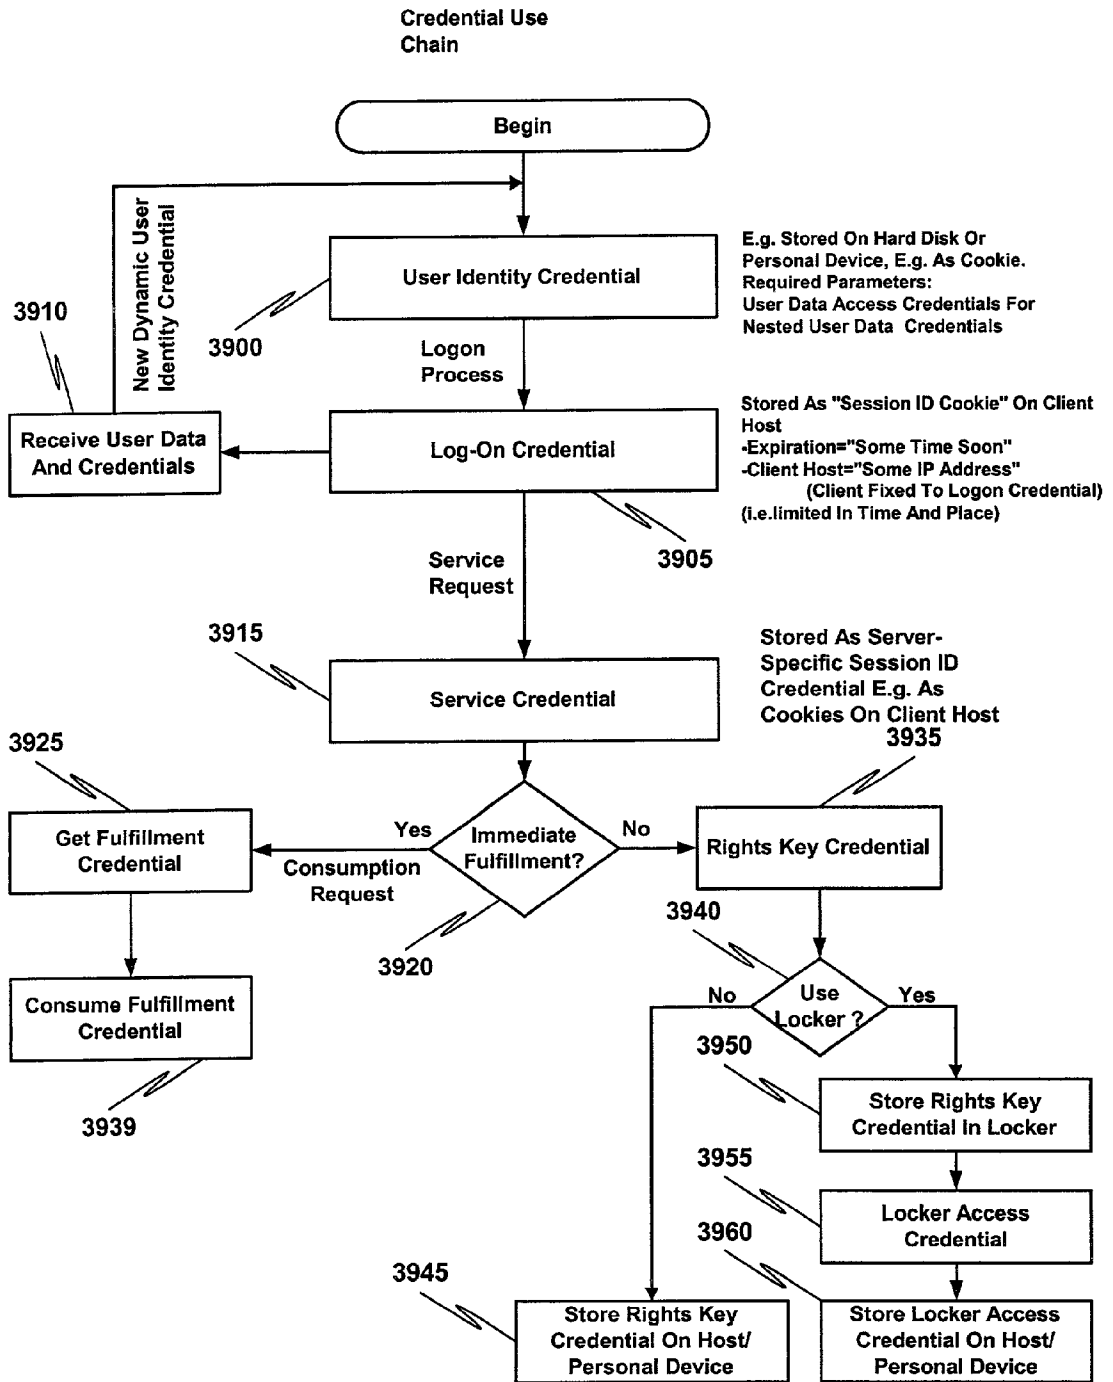 Credential Use
Chain
Begin
New Dynamic User
Identity Credential
User Identity Credential
E.g. Stored On Hard Disk Or
Personal Device, E.g. As Cookie.
Required Parameters:
User Data Access Credentials For
Nested User Data Credentials
3910
3900
Logon
Process
Receive User Data
And Credentials
Log-On Credential
Stored As "Session ID Cookie" On Client
Host
-Expiration="Some Time Soon"
-Client Host="Some IP Address"
(Client Fixed To Logon Credential)
(i.e.limited In Time And Place)
3905
Service
Request
3915
Service Credential
Stored As Server-
Specific Session ID
Credential E.g. As
Cookies On Client Host
3925
3935
Get Fulfillment
Credential
Yes
Consumption
Request
Immediate
Fulfillment?
No
Rights Key Credential
3920
3940
Consume Fulfillment
Credential
No
Use
Locker ?
Yes
3939
3950
Store Rights Key
Credential In Locker
3955
Locker Access
Credential
3960
3945
Store Rights Key
Credential On Host/
Personal Device
Store Locker Access
Credential On Host/
Personal Device